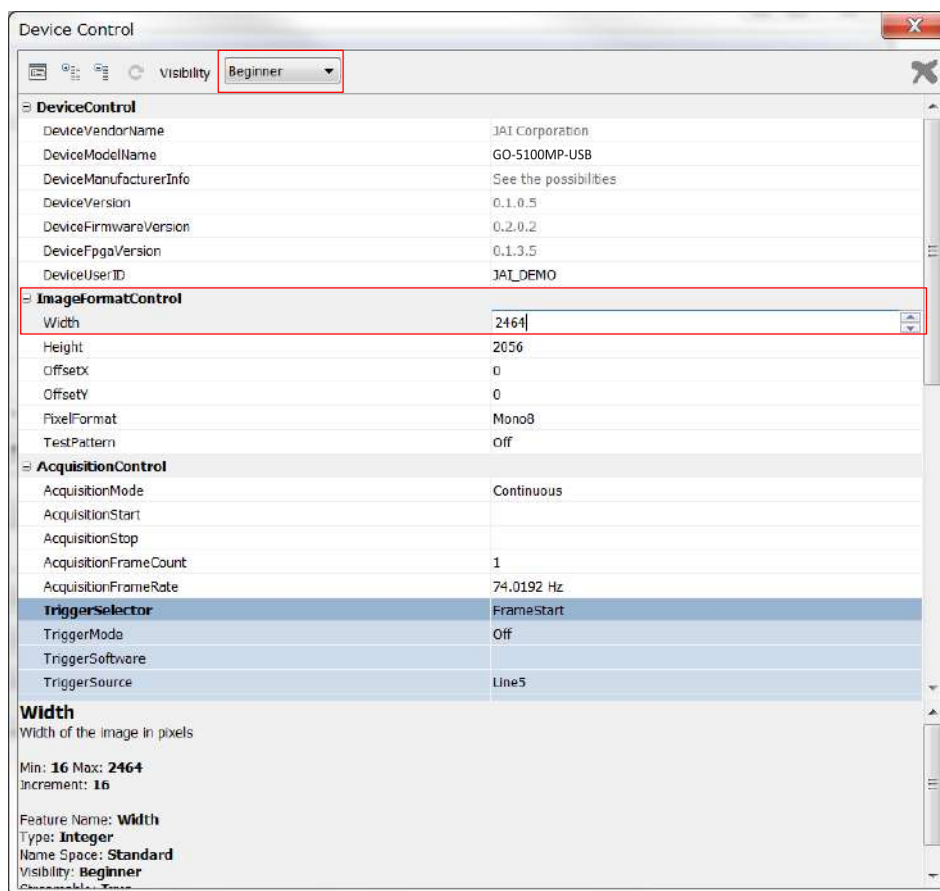 Device Control
Visibility Beginner
DeviceControl
DeviceVendorName JAI Corporation
DeviceModelName GO-5100MP-USB
DeviceManufacturerInfo See the possibilities
DeviceVersion 0.1.0.5
DeviceFirmwareVersion 0.2.0.2
DeviceFpgaVersion 0.1.3.5
DeviceUserID JAI_DEMO
ImageFormatControl
Width 2464
Height 2056
OffsetX 0
OffsetY 0
PixelFormat Mono8
TestPattern Off
AcquisitionControl
AcquisitionMode Continuous
AcquisitionStart
AcquisitionStop
AcquisitionFrameCount 1
AcquisitionFrameRate 74.0192 Hz
TriggerSelector FrameStart
TriggerMode Off
TriggerSoftware
TriggerSource Line5
Width
Width of the image in pixels
Min: 16 Max: 2464
Increment: 16
Feature Name: Width
Type: Integer
Name Space: Standard
Visibility: Beginner
Streamable: True